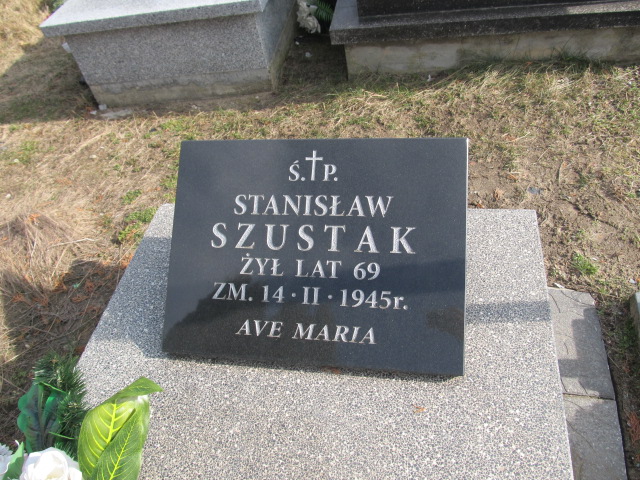 Ś.†P.
STANISŁAW
SZUSTAK
ŻYŁ LAT 69
ZM. 14·II·1945r.
AVE MARIA